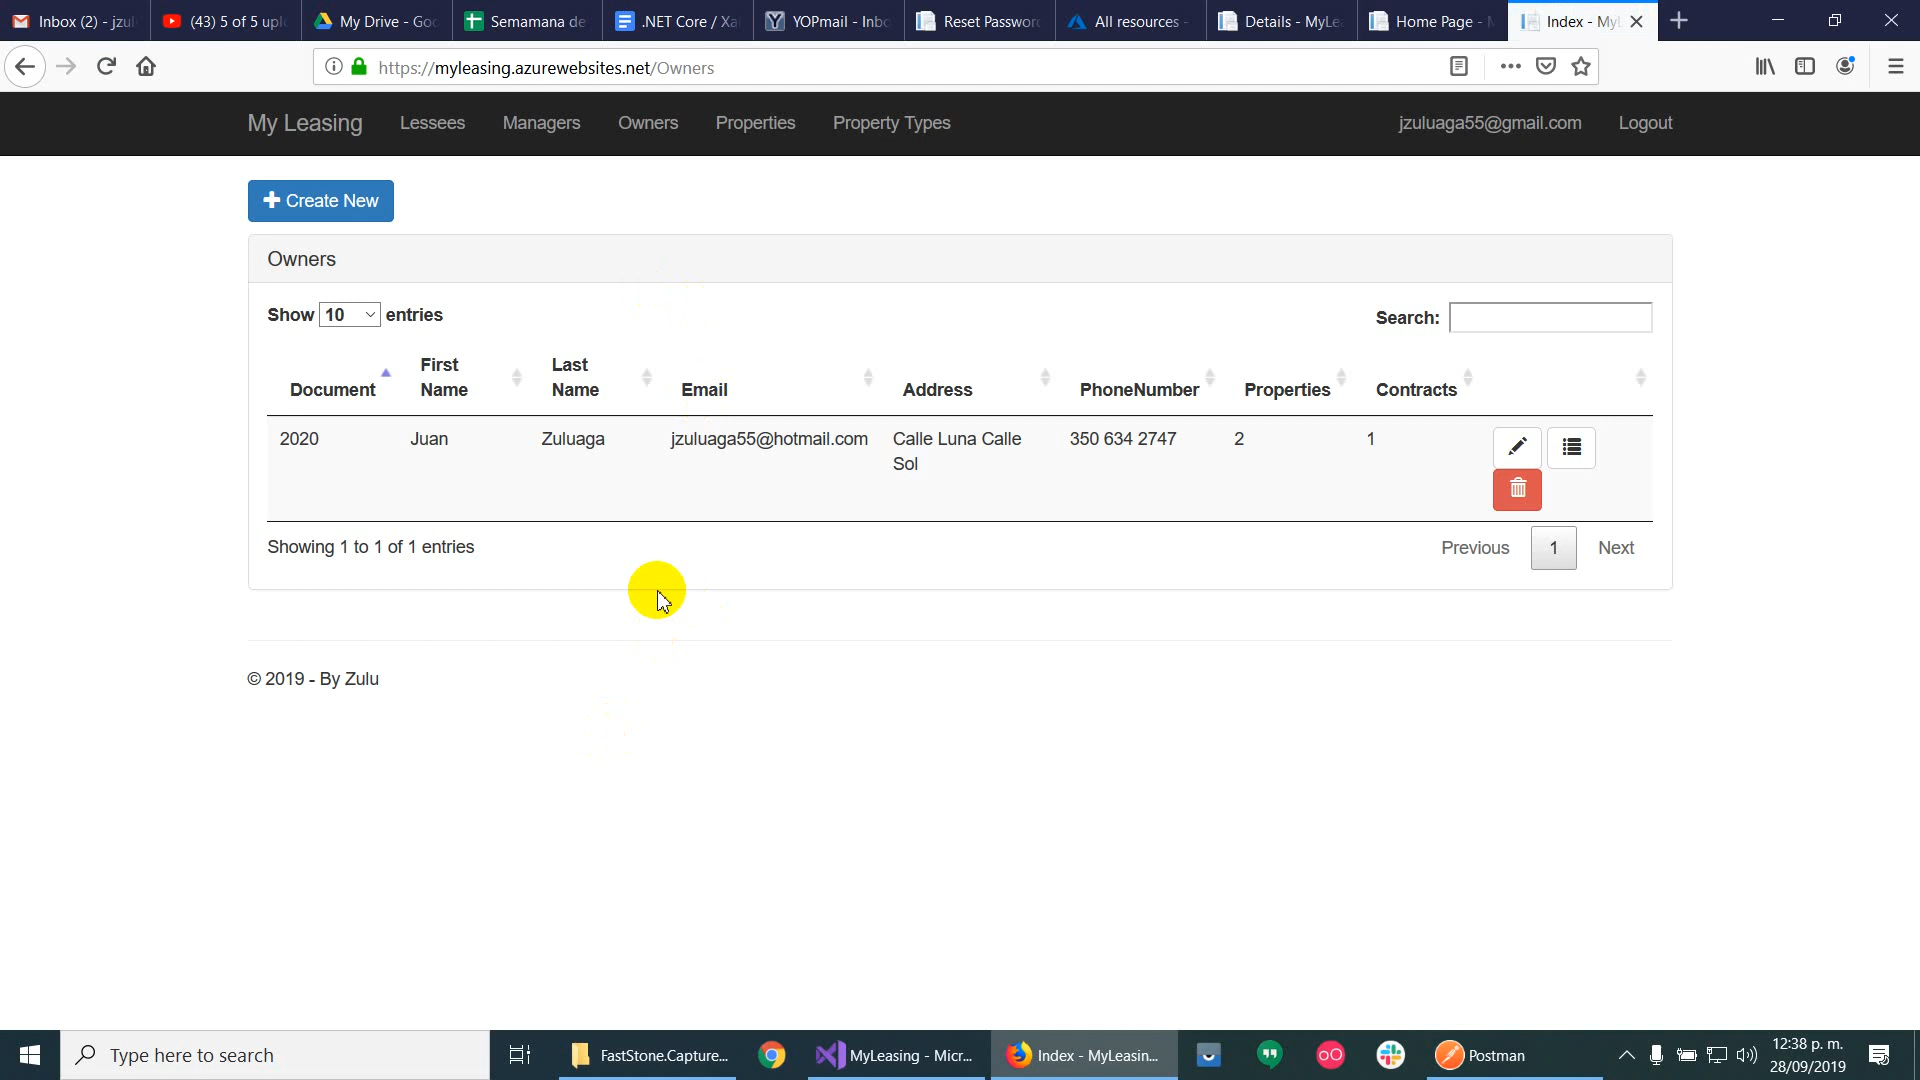 Inbox (2) - jzul
(43) 5 of 5 upl
My Drive - Goo
Semamana de
.NET Core / Xa
YOPmail - Inbo
Reset Password
All resources -
Details - MyLea
Home Page - M
Index - MyL
https://myleasing.azurewebsites.net/Owners
My Leasing
Lessees
Managers
Owners
Properties
Property Types
jzuluaga55@gmail.com
Logout
Create New
Owners
Show 10 entries
Search:
Document First Name Last Name Email Address PhoneNumber Properties Contracts
2020 Juan Zuluaga jzuluaga55@hotmail.com Calle Luna Calle Sol 350 634 2747 2 1
Showing 1 to 1 of 1 entries
Previous 1 Next
© 2019 - By Zulu
Type here to search
FastStone.Capture...
MyLeasing - Micr...
Index - MyLeasin...
Postman
12:38 p. m.
28/09/2019